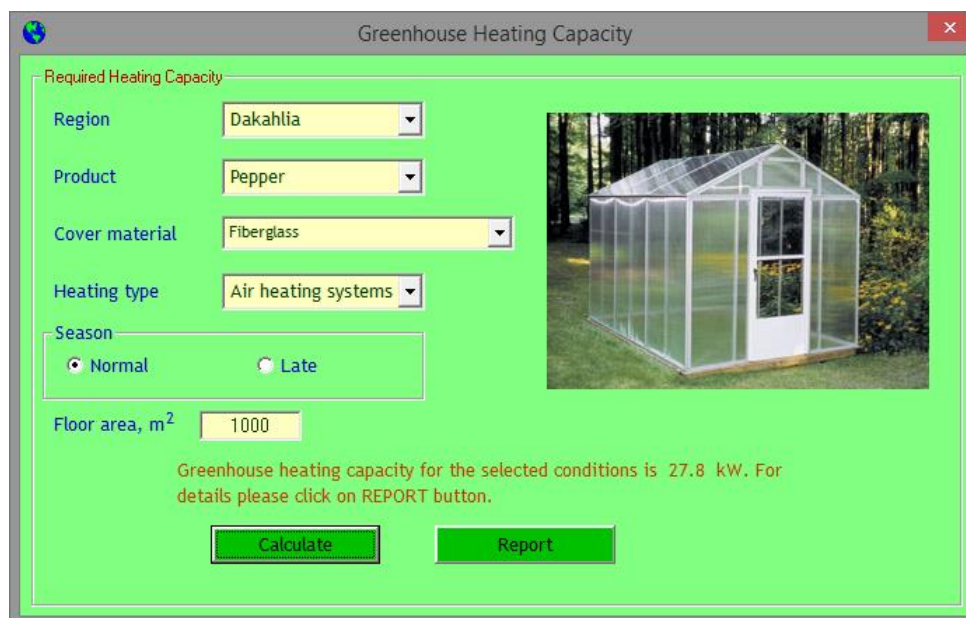 Greenhouse Heating Capacity
Required Heating Capacity
Region Dakahlia
Product Pepper
Cover material Fiberglass
Heating type Air heating systems
Season
Normal Late
Floor area, m² 1000
Greenhouse heating capacity for the selected conditions is 27.8 kW. For
details please click on REPORT button.
Calculate Report